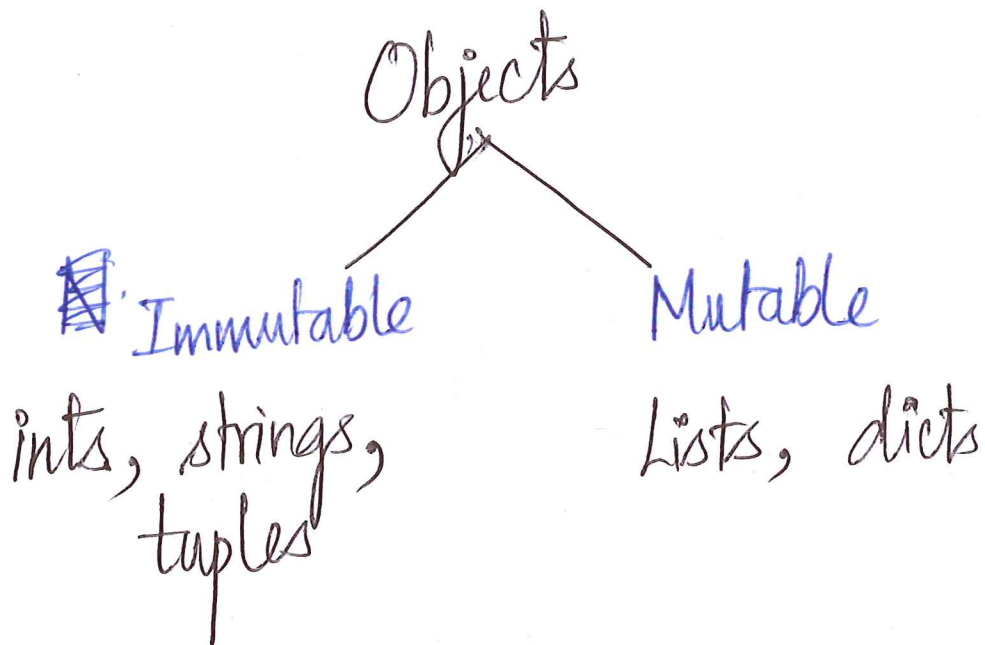 Objects
Immutable
Mutable
ints, strings,
tuples
Lists, dicts